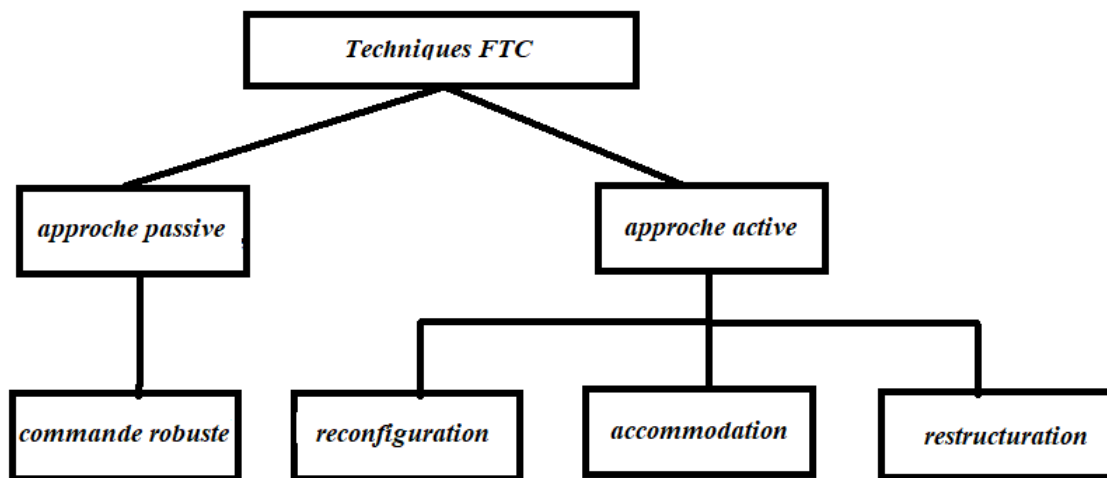 Techniques FTC
approche passive
approche active
commande robuste
reconfiguration
accommodation
restructuration